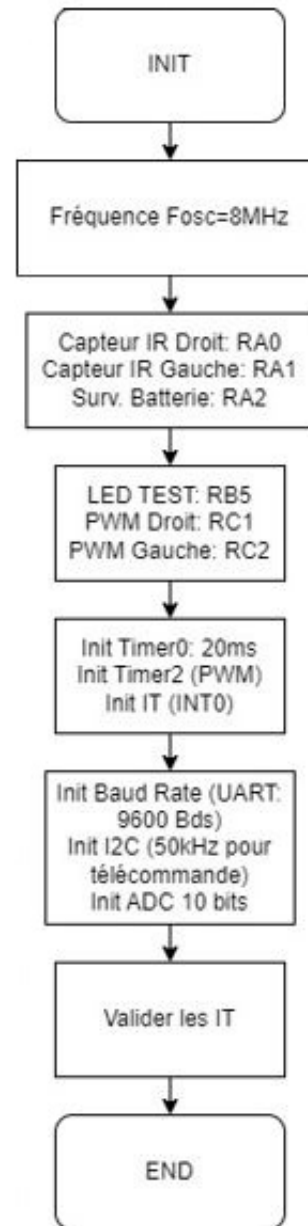 INIT
Fréquence Fosc=8MHz
Capteur IR Droit: RA0
Capteur IR Gauche: RA1
Surv. Batterie: RA2
LED TEST: RB5
PWM Droit: RC1
PWM Gauche: RC2
Init Timer0: 20ms
Init Timer2 (PWM)
Init IT (INT0)
Init Baud Rate (UART:
9600 Bds)
Init I2C (50kHz pour
télécommande)
Init ADC 10 bits
Valider les IT
END